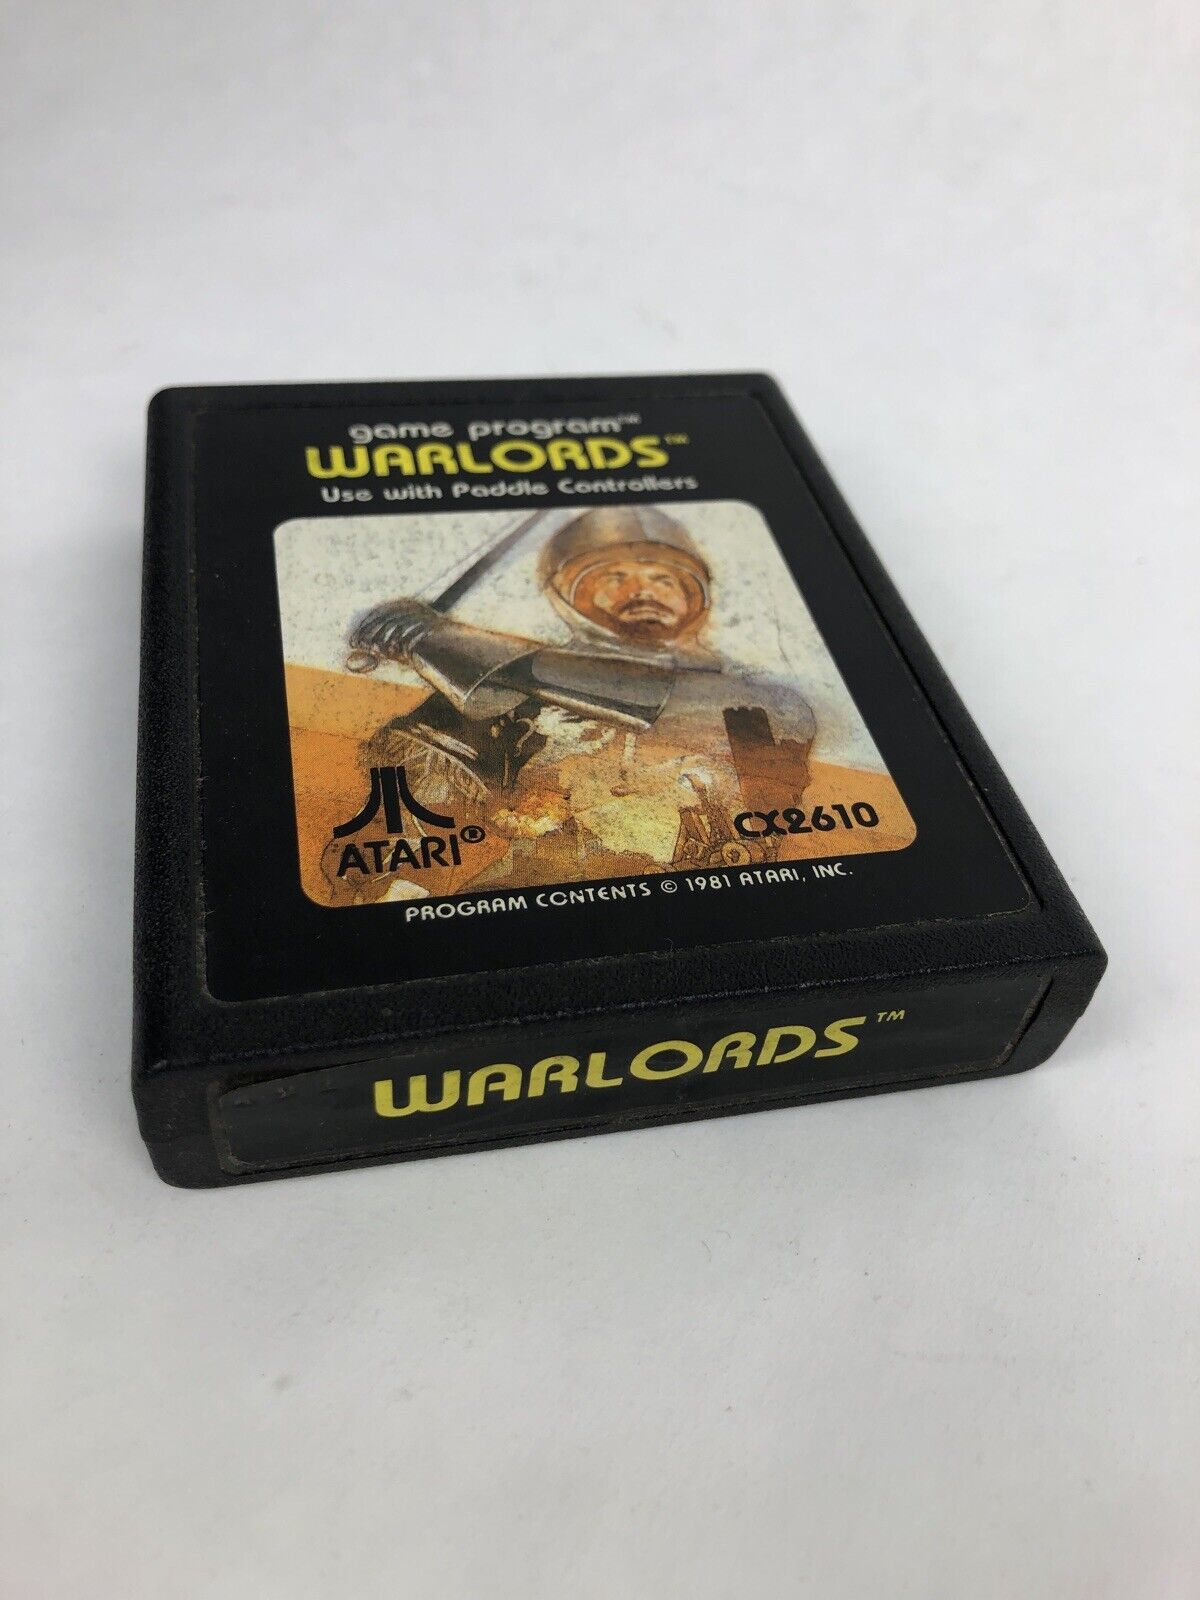 game program™
WARLORDS™
Use with Paddle Controllers
ATARI®
CX2610
PROGRAM CONTENTS © 1981 ATARI, INC.
WARLORDS™